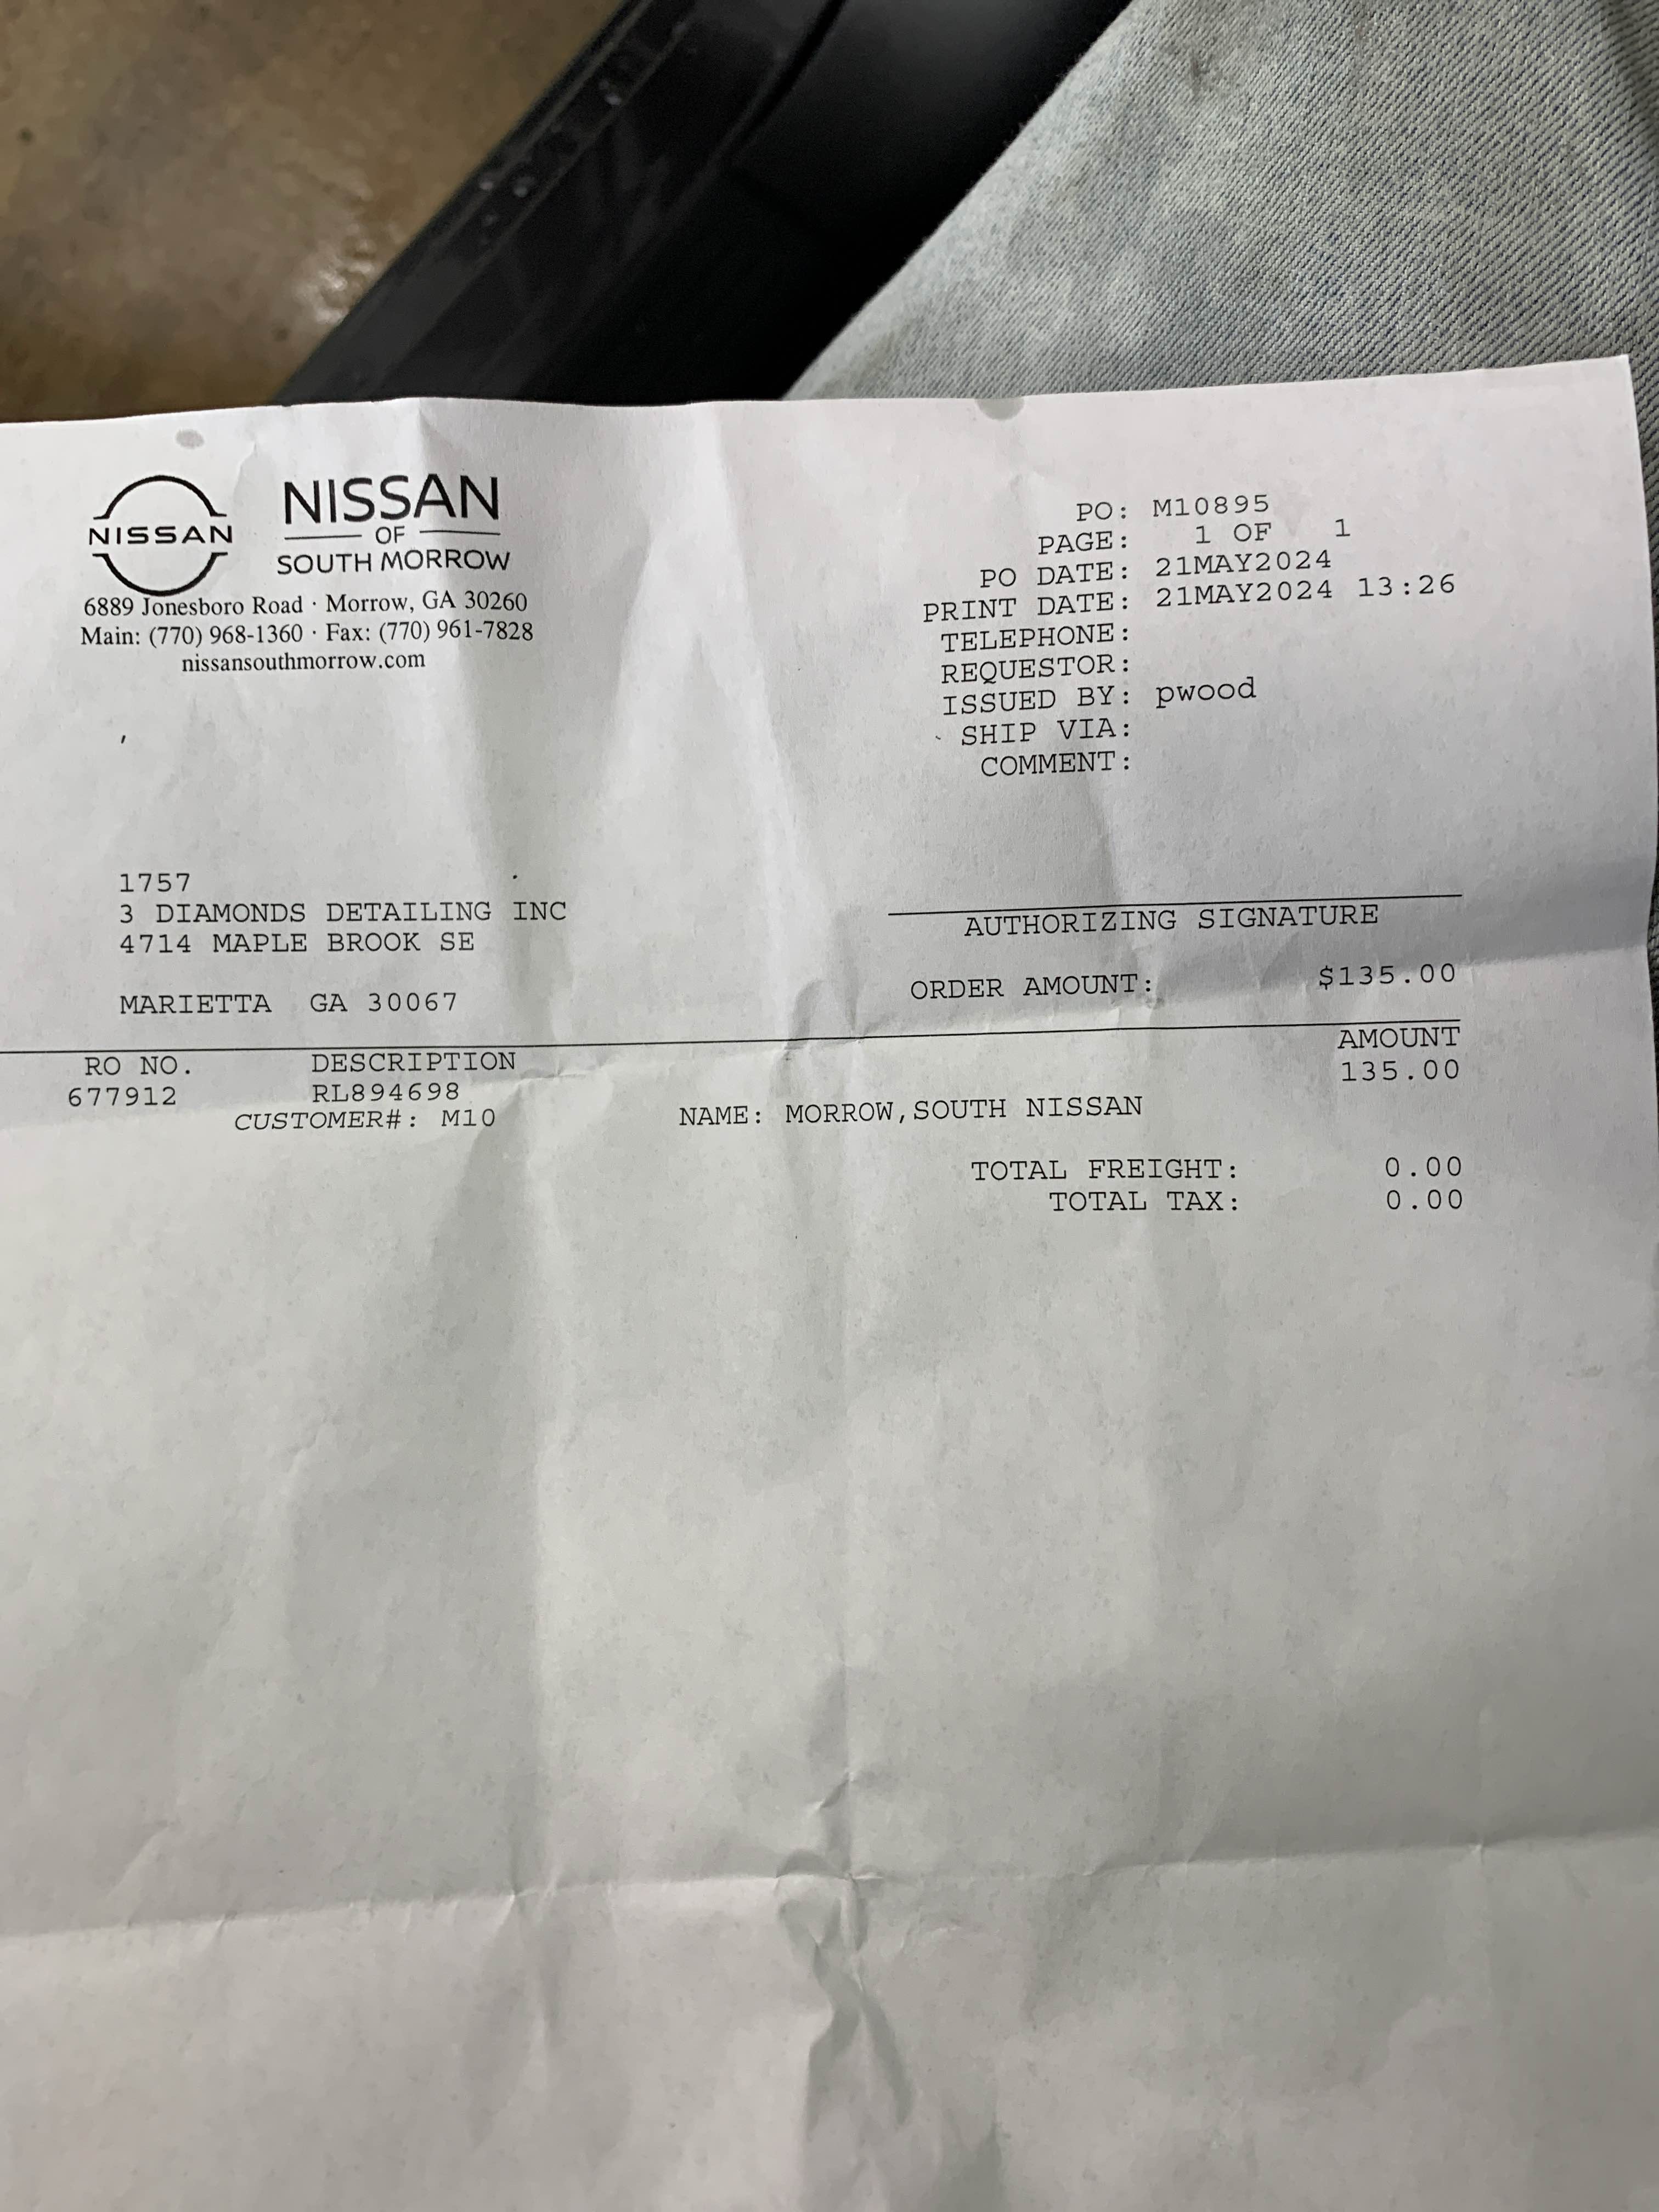 NISSAN
NISSAN
OF
SOUTH MORROW
6889 Jonesboro Road · Morrow, GA 30260
Main: (770) 968-1360 · Fax: (770) 961-7828
nissansouthmorrow.com
PO: M10895
PAGE: 1 OF 1
PO DATE: 21MAY2024
PRINT DATE: 21MAY2024 13:26
TELEPHONE:
REQUESTOR:
ISSUED BY: pwood
SHIP VIA:
COMMENT:
1757
3 DIAMONDS DETAILING INC
4714 MAPLE BROOK SE
MARIETTA GA 30067
AUTHORIZING SIGNATURE
ORDER AMOUNT: $135.00
RO NO. DESCRIPTION AMOUNT
677912 RL894698 135.00
CUSTOMER#: M10 NAME: MORROW,SOUTH NISSAN
TOTAL FREIGHT: 0.00
TOTAL TAX: 0.00